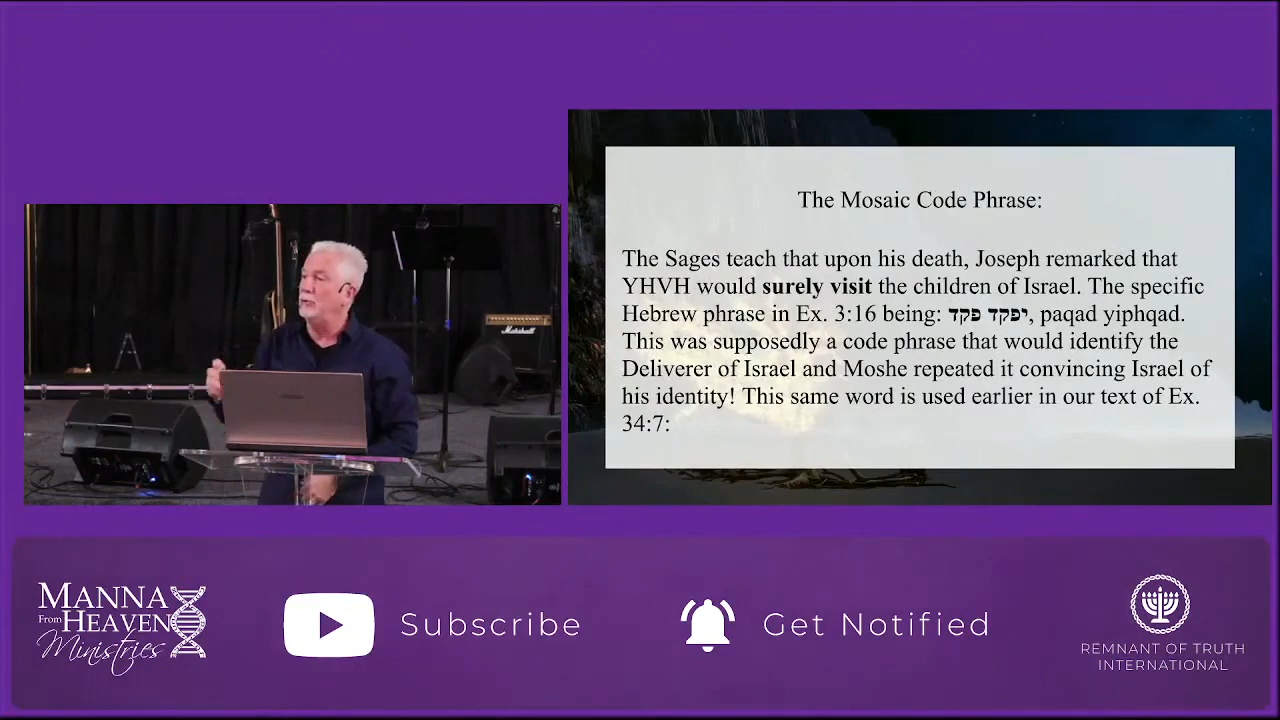 The Mosaic Code Phrase:
The Sages teach that upon his death, Joseph remarked that
YHVH would surely visit the children of Israel. The specific
Hebrew phrase in Ex. 3:16 being: יפקד פקד, paqad yiphqad.
This was supposedly a code phrase that would identify the
Deliverer of Israel and Moshe repeated it convincing Israel of
his identity! This same word is used earlier in our text of Ex.
34:7:
Marshall
MANNA
From HEAVEN
Ministries
Subscribe
Get Notified
REMNANT OF TRUTH
INTERNATIONAL